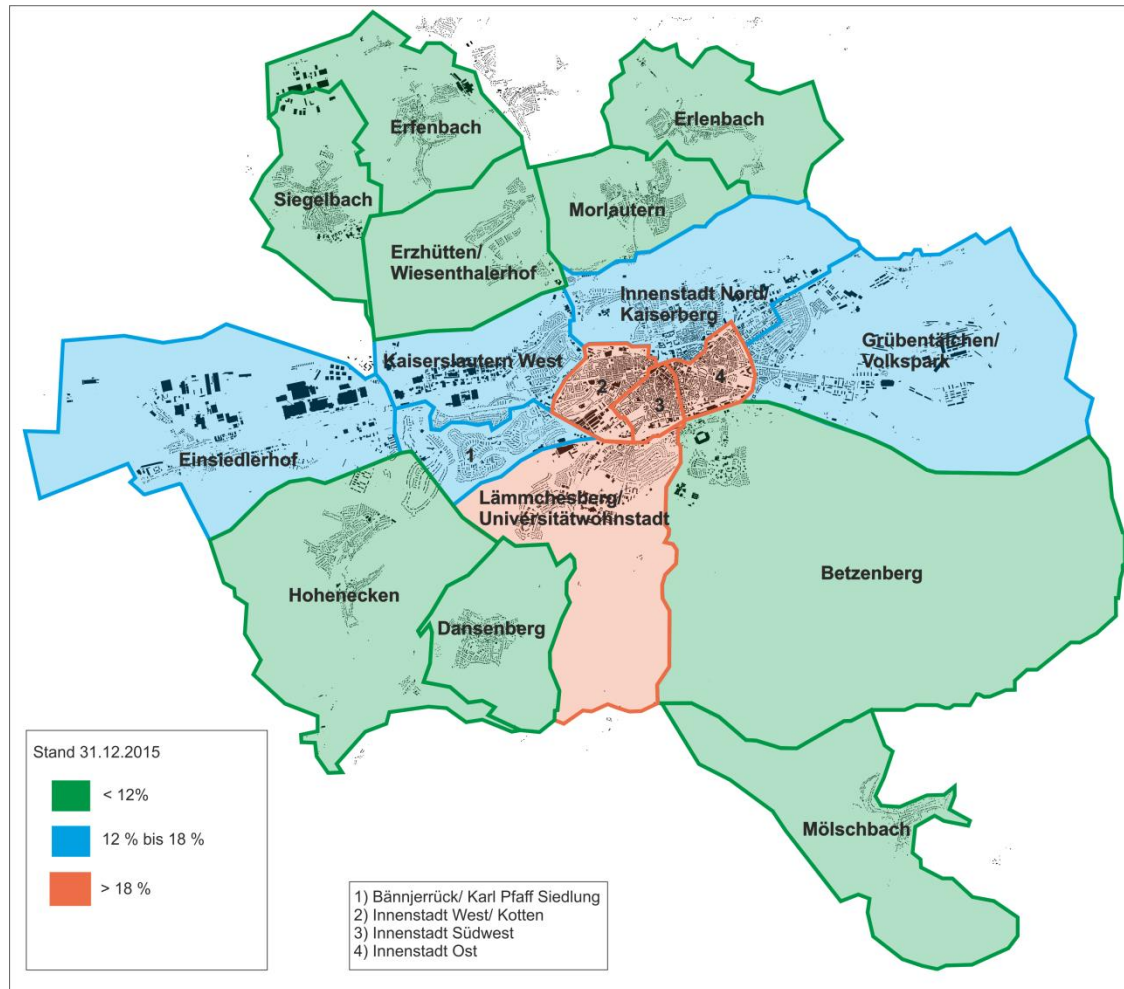 Erfenbach
Erlenbach
Siegelbach
Morlautern
Erzhütten/
Wiesenthalerhof
Innenstadt Nord/
Kaiserberg
Grübentälchen/
Volkspark
Kaiserslautern West
2
4
3
Einsiedlerhof
1
Lämmchesberg/
Universitätwohnstadt
Betzenberg
Hohenecken
Dansenberg
Mölschbach
Stand 31.12.2015
< 12%
12 % bis 18 %
> 18 %
1) Bännjerrück/ Karl Pfaff Siedlung
2) Innenstadt West/ Kotten
3) Innenstadt Südwest
4) Innenstadt Ost